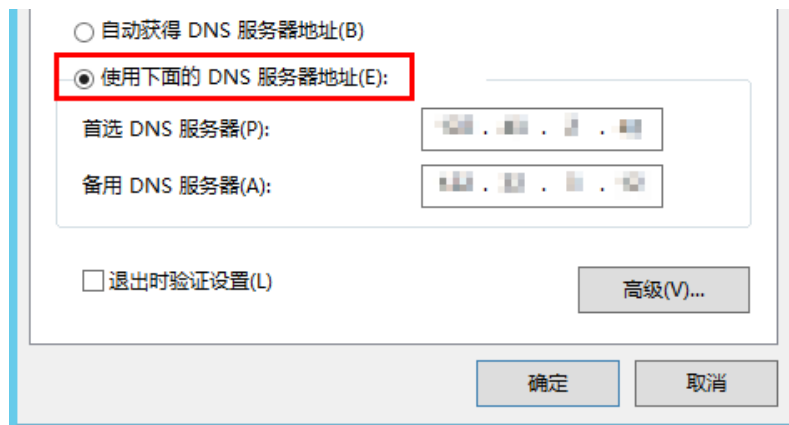 自动获得 DNS 服务器地址(B)
使用下面的 DNS 服务器地址(E):
首选 DNS 服务器(P):
备用 DNS 服务器(A):
退出时验证设置(L)
高级(V)...
确定 取消